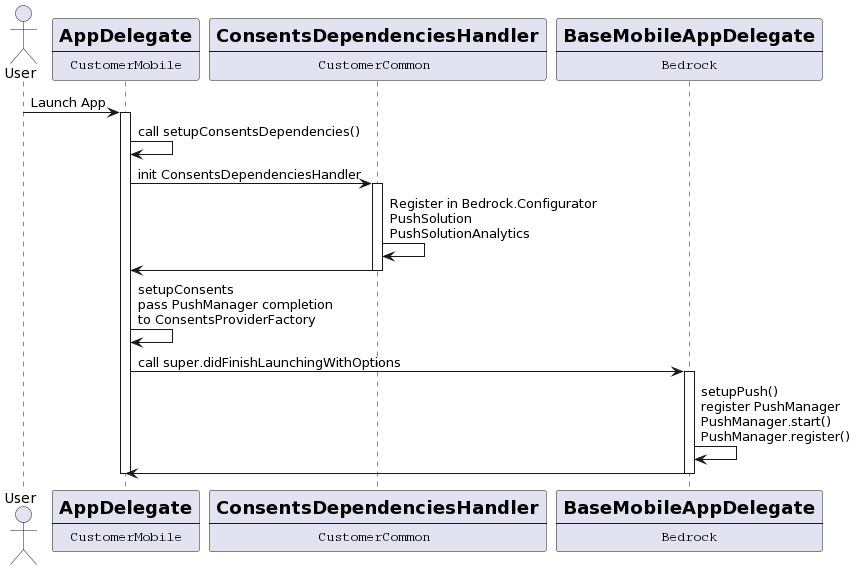 User
AppDelegate
CustomerMobile
ConsentsDependenciesHandler
CustomerCommon
BaseMobileAppDelegate
Bedrock
Launch App
call setupConsentsDependencies()
init ConsentsDependenciesHandler
Register in Bedrock.Configurator
PushSolution
PushSolutionAnalytics
setupConsents
pass PushManager completion
to ConsentsProviderFactory
call super.didFinishLaunchingWithOptions
setupPush()
register PushManager
PushManager.start()
PushManager.register()
User
AppDelegate
CustomerMobile
ConsentsDependenciesHandler
CustomerCommon
BaseMobileAppDelegate
Bedrock